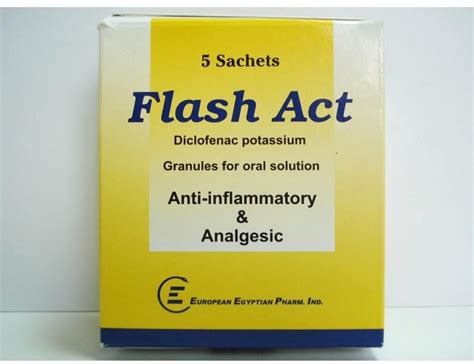 5 Sachets
Flash Act
Diclofenac potassium
Granules for oral solution
Anti-inflammatory
&
Analgesic
E EUROPEAN EGYPTIAN PHARM. IND.